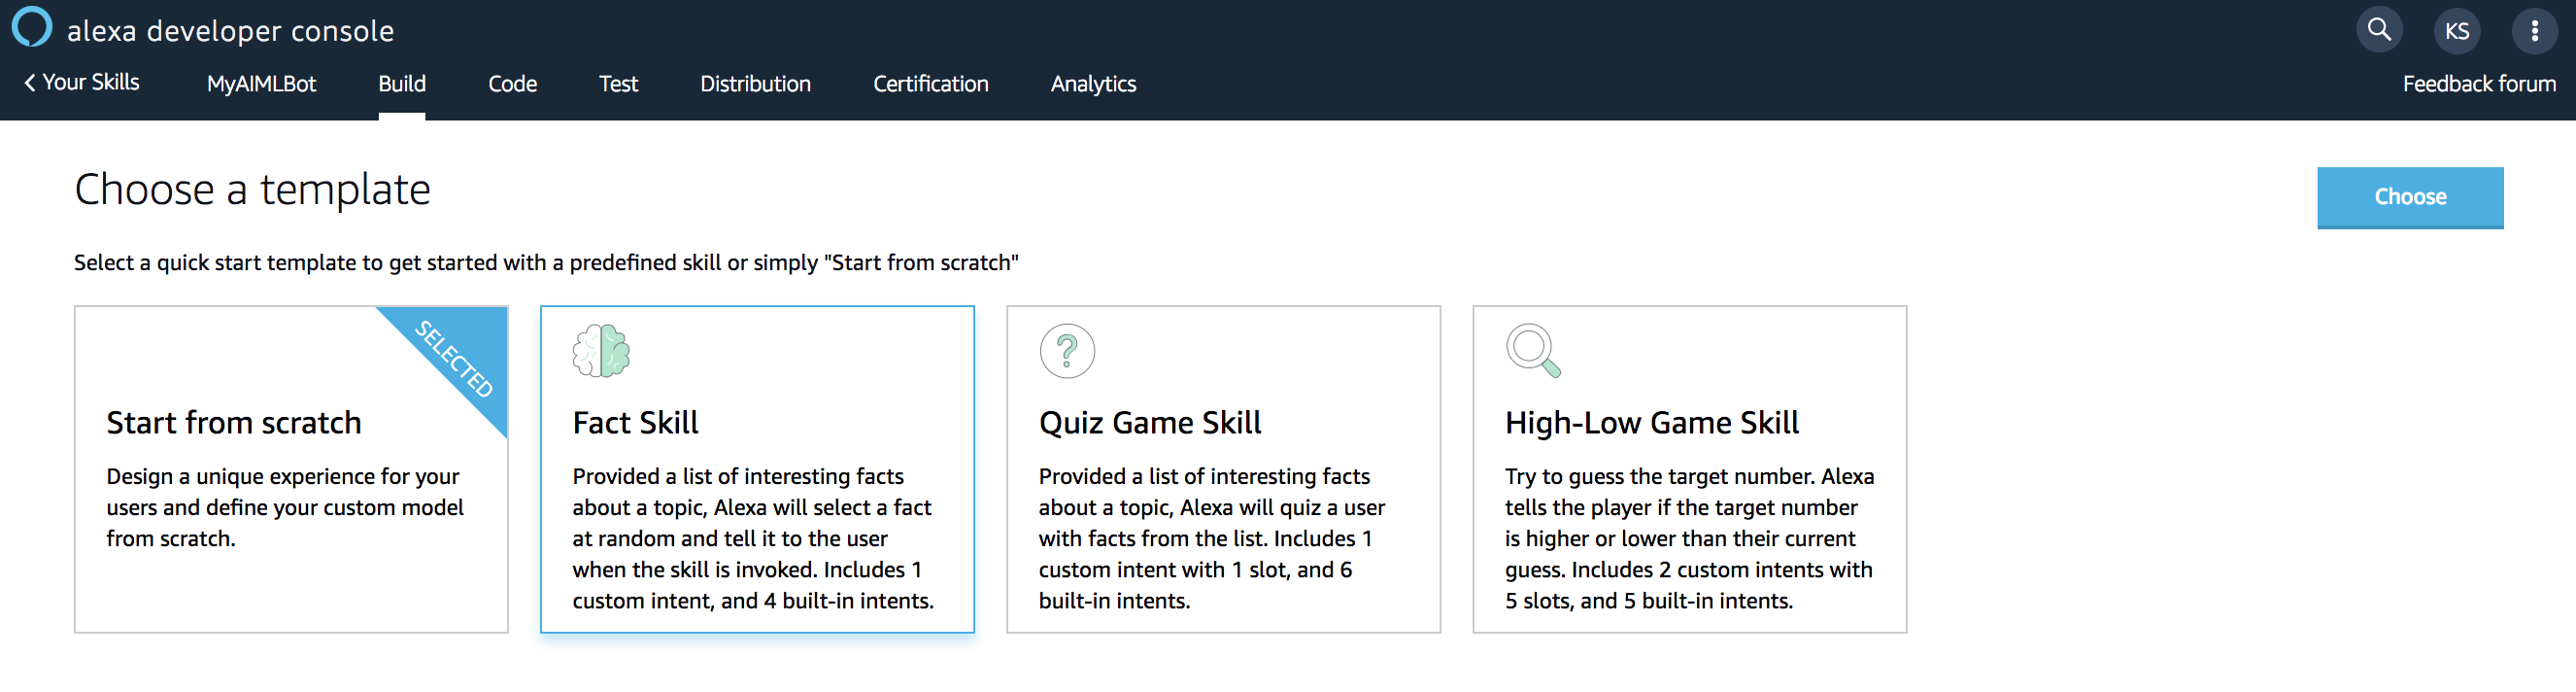 alexa developer console
KS
Your Skills
MyAIMLBot
Build
Code
Test
Distribution
Certification
Analytics
Feedback forum
Choose a template
Choose
Select a quick start template to get started with a predefined skill or simply "Start from scratch"
SELECTED
Start from scratch
Design a unique experience for your
users and define your custom model
from scratch.
Fact Skill
Provided a list of interesting facts
about a topic, Alexa will select a fact
at random and tell it to the user
when the skill is invoked. Includes 1
custom intent, and 4 built-in intents.
?
Quiz Game Skill
Provided a list of interesting facts
about a topic, Alexa will quiz a user
with facts from the list. Includes 1
custom intent with 1 slot, and 6
built-in intents.
High-Low Game Skill
Try to guess the target number. Alexa
tells the player if the target number
is higher or lower than their current
guess. Includes 2 custom intents with
5 slots, and 5 built-in intents.